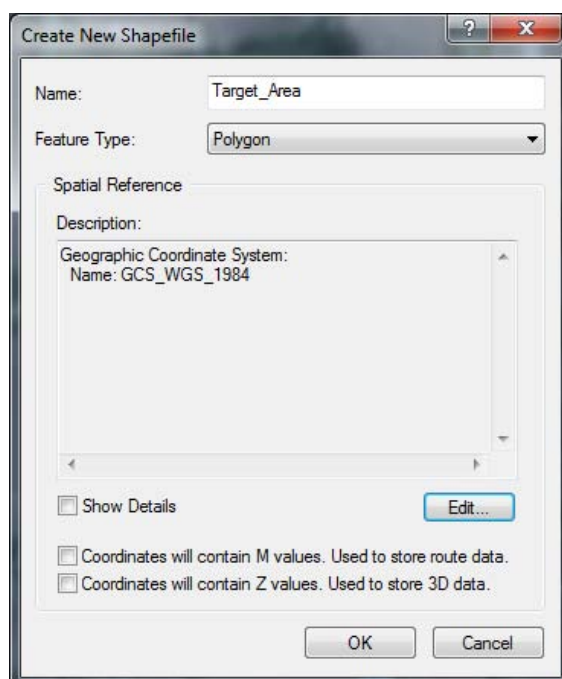 Create New Shapefile
?
X
Name: Target_Area
Feature Type: Polygon
Spatial Reference
Description:
Geographic Coordinate System:
Name: GCS_WGS_1984
Show Details
Edit...
Coordinates will contain M values. Used to store route data.
Coordinates will contain Z values. Used to store 3D data.
OK Cancel